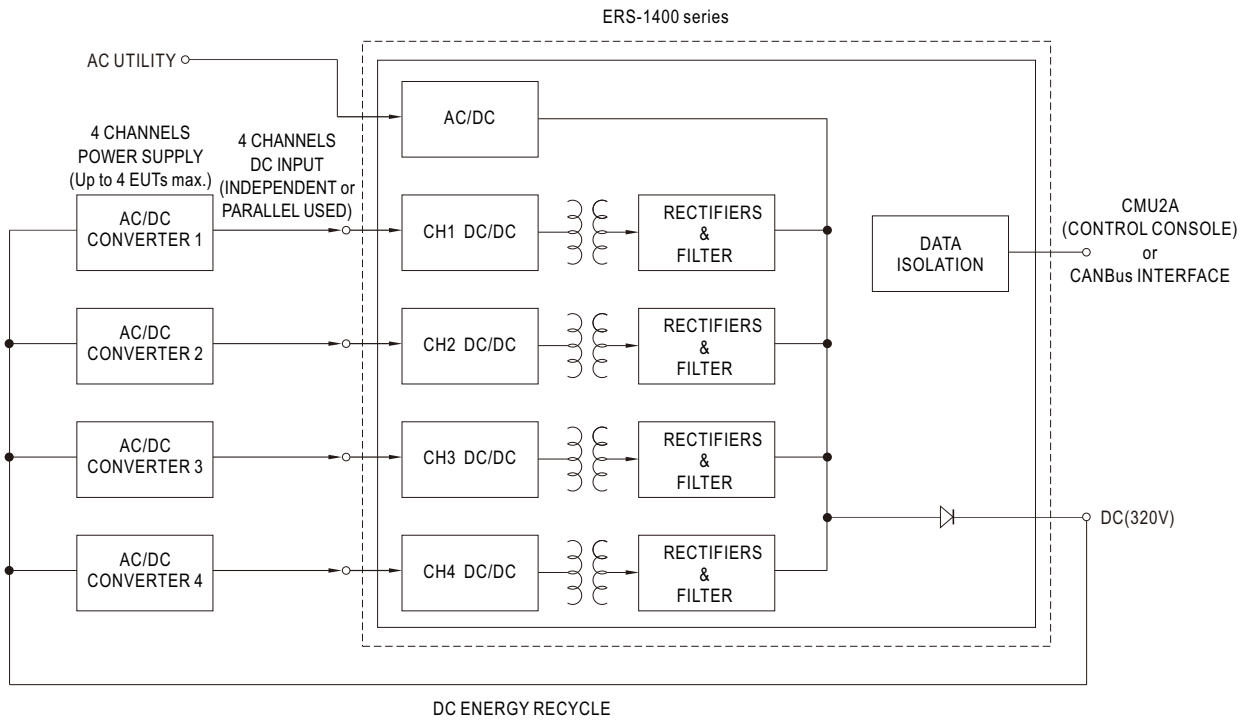 ERS-1400 series
AC UTILITY
AC/DC
4 CHANNELS
POWER SUPPLY
(Up to 4 EUTs max.)
4 CHANNELS
DC INPUT
(INDEPENDENT or
PARALLEL USED)
AC/DC
CONVERTER 1
CH1 DC/DC
RECTIFIERS
&
FILTER
DATA
ISOLATION
CMU2A
(CONTROL CONSOLE)
or
CANBus INTERFACE
AC/DC
CONVERTER 2
CH2 DC/DC
RECTIFIERS
&
FILTER
AC/DC
CONVERTER 3
CH3 DC/DC
RECTIFIERS
&
FILTER
DC(320V)
AC/DC
CONVERTER 4
CH4 DC/DC
RECTIFIERS
&
FILTER
DC ENERGY RECYCLE